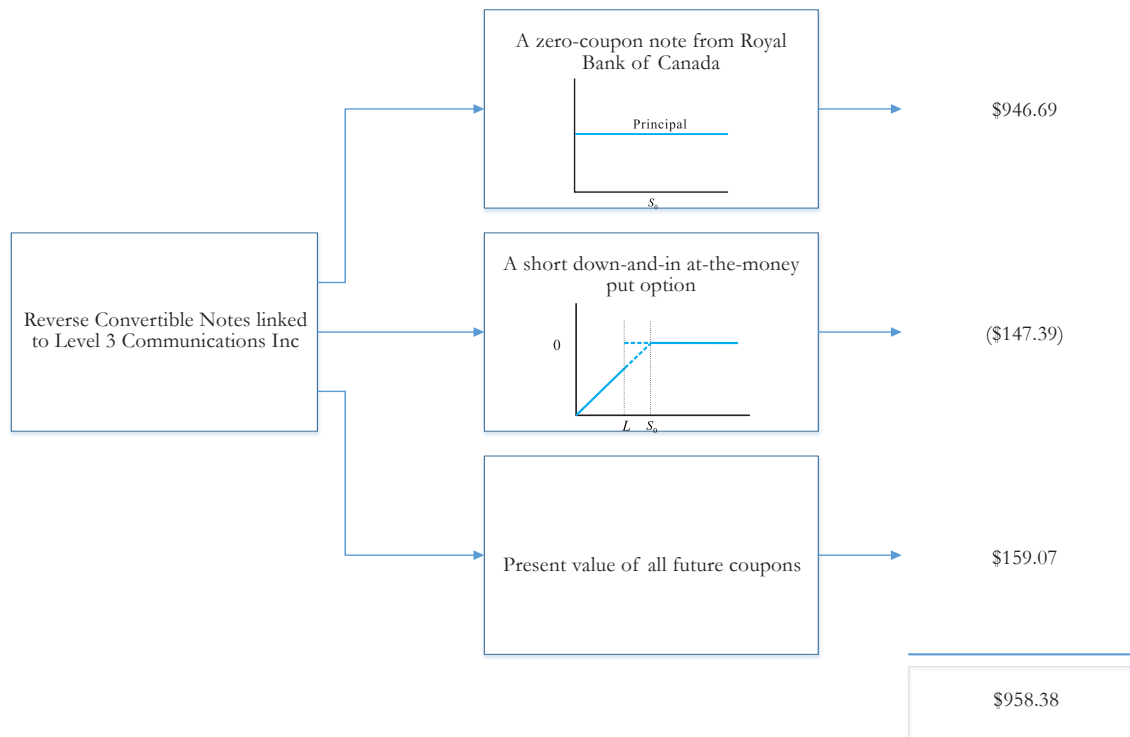 A zero-coupon note from Royal
Bank of Canada
Principal
S₀
$946.69
Reverse Convertible Notes linked
to Level 3 Communications Inc
A short down-and-in at-the-money
put option
0
L S₀
($147.39)
Present value of all future coupons
$159.07
$958.38